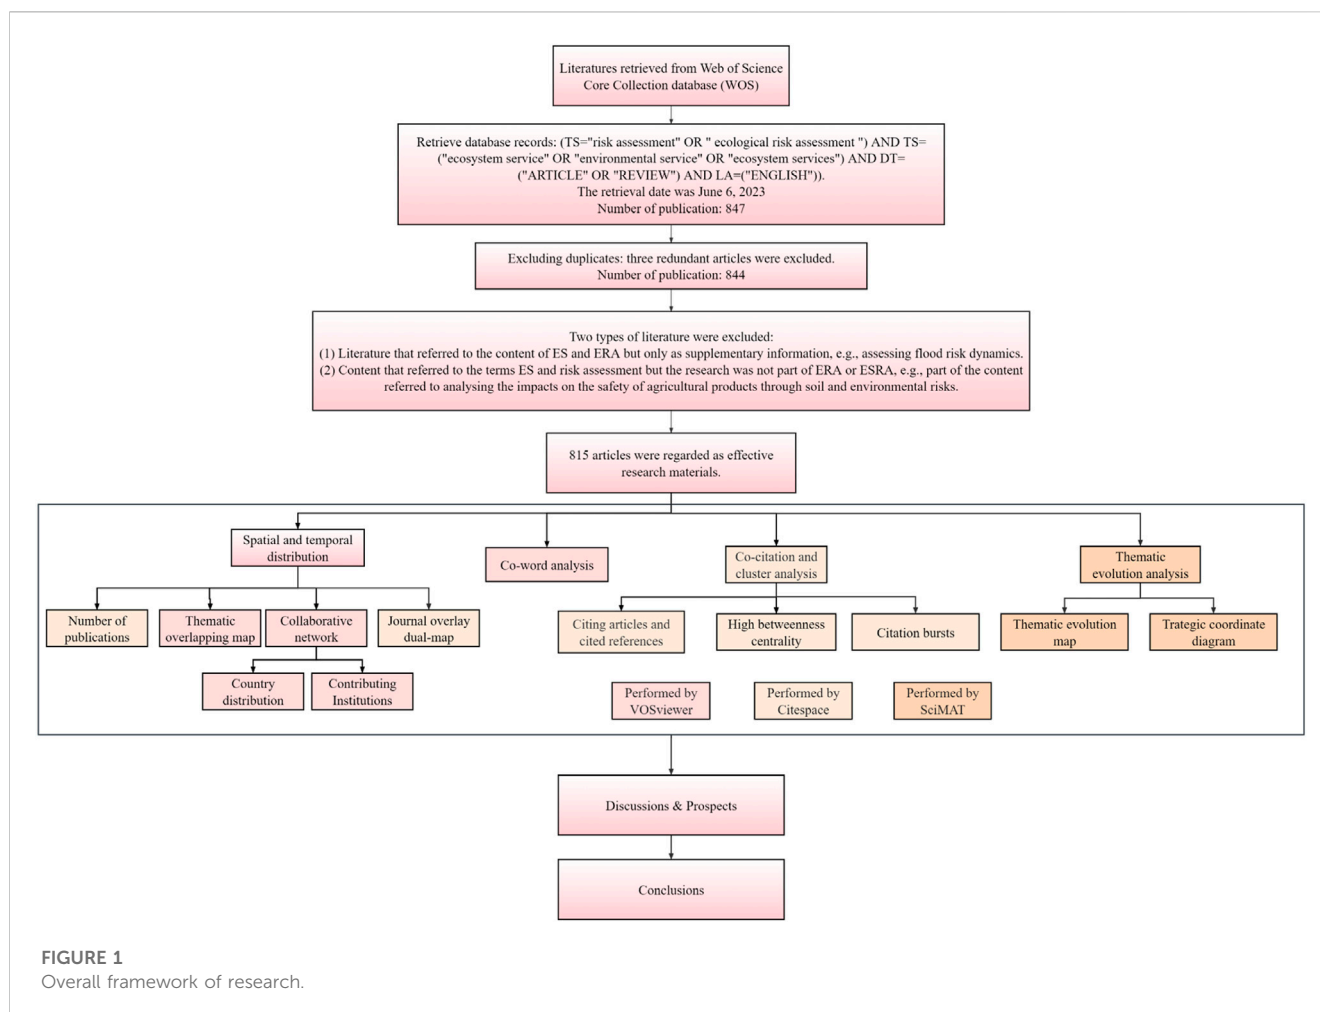 Literatures retrieved from Web of Science
Core Collection database (WOS)
Retrieve database records: (TS="risk assessment" OR " ecological risk assessment ") AND TS=
("ecosystem service" OR "environmental service" OR "ecosystem services") AND DT=
("ARTICLE" OR "REVIEW") AND LA=("ENGLISH")).
The retrieval date was June 6, 2023
Number of publication: 847
Excluding duplicates: three redundant articles were excluded.
Number of publication: 844
Two types of literature were excluded:
(1) Literature that referred to the content of ES and ERA but only as supplementary information, e.g., assessing flood risk dynamics.
(2) Content that referred to the terms ES and risk assessment but the research was not part of ERA or ESRA, e.g., part of the content
referred to analysing the impacts on the safety of agricultural products through soil and environmental risks.
815 articles were regarded as effective
research materials.
Spatial and temporal
distribution
Co-word analysis
Co-citation and
cluster analysis
Thematic
evolution analysis
Number of
publications
Thematic
overlapping map
Collaborative
network
Journal overlay
dual-map
Citing articles and
cited references
High betweenness
centrality
Citation bursts
Thematic evolution
map
Trategic coordinate
diagram
Country
distribution
Contributing
Institutions
Performed by
VOSviewer
Performed by
Citespace
Performed by
SciMAT
Discussions & Prospects
Conclusions
FIGURE 1
Overall framework of research.